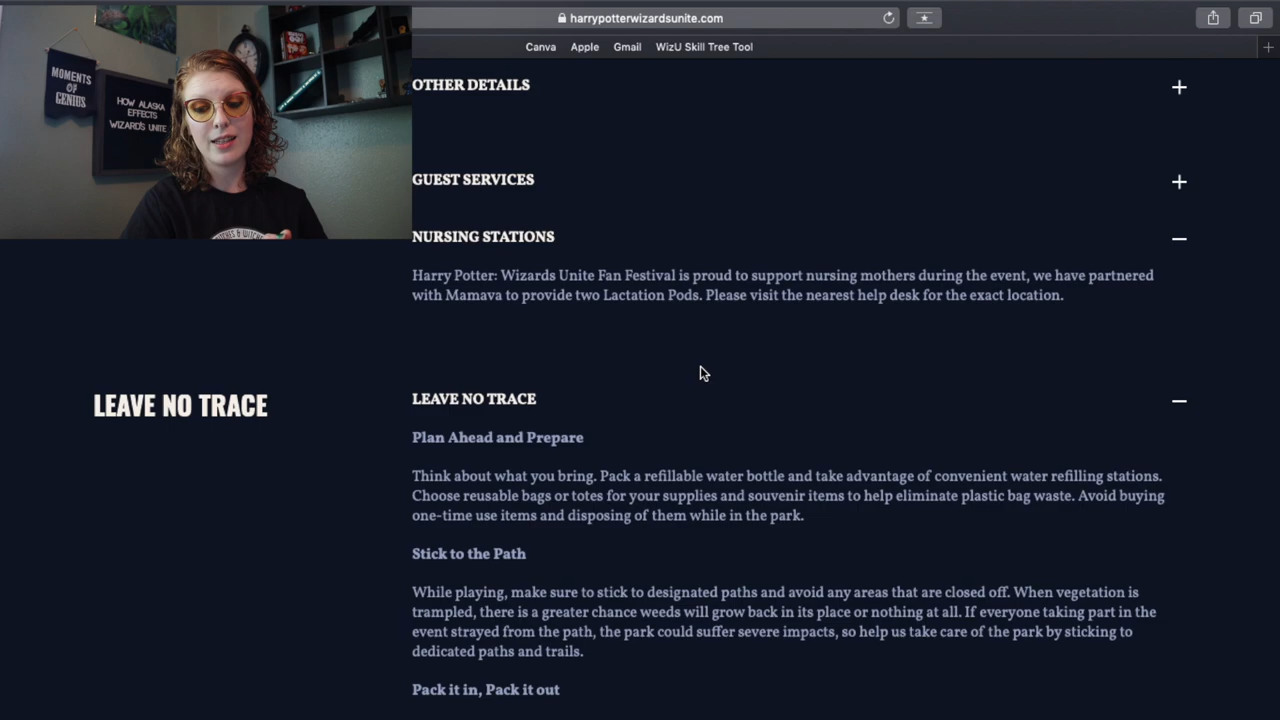 harrypotterwizardsunite.com
Canva Apple Gmail WizU Skill Tree Tool
MOMENTS
OF
GENIUS
HOW ALASKA
EFFECTS
WIZARD'S UNITE
OTHER DETAILS
GUEST SERVICES
NURSING STATIONS
Harry Potter: Wizards Unite Fan Festival is proud to support nursing mothers during the event, we have partnered
with Mamava to provide two Lactation Pods. Please visit the nearest help desk for the exact location.
LEAVE NO TRACE
LEAVE NO TRACE
Plan Ahead and Prepare
Think about what you bring. Pack a refillable water bottle and take advantage of convenient water refilling stations.
Choose reusable bags or totes for your supplies and souvenir items to help eliminate plastic bag waste. Avoid buying
one-time use items and disposing of them while in the park.
Stick to the Path
While playing, make sure to stick to designated paths and avoid any areas that are closed off. When vegetation is
trampled, there is a greater chance weeds will grow back in its place or nothing at all. If everyone taking part in the
event strayed from the path, the park could suffer severe impacts, so help us take care of the park by sticking to
dedicated paths and trails.
Pack it in, Pack it out